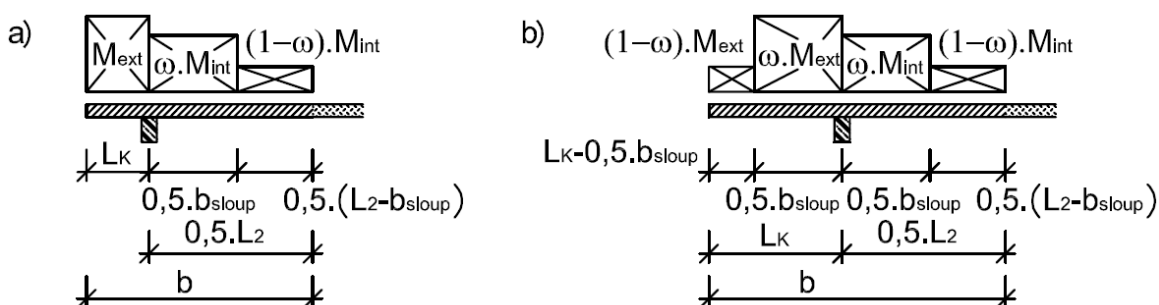 a)
Mext
ω.Mint
(1−ω).Mint
LK
0,5.bsloup
0,5.(L2-bsloup)
0,5.L2
b
b)
(1−ω).Mext
ω.Mext
ω.Mint
(1−ω).Mint
LK-0,5.bsloup
0,5.bsloup
0,5.bsloup
0,5.(L2-bsloup)
LK
0,5.L2
b